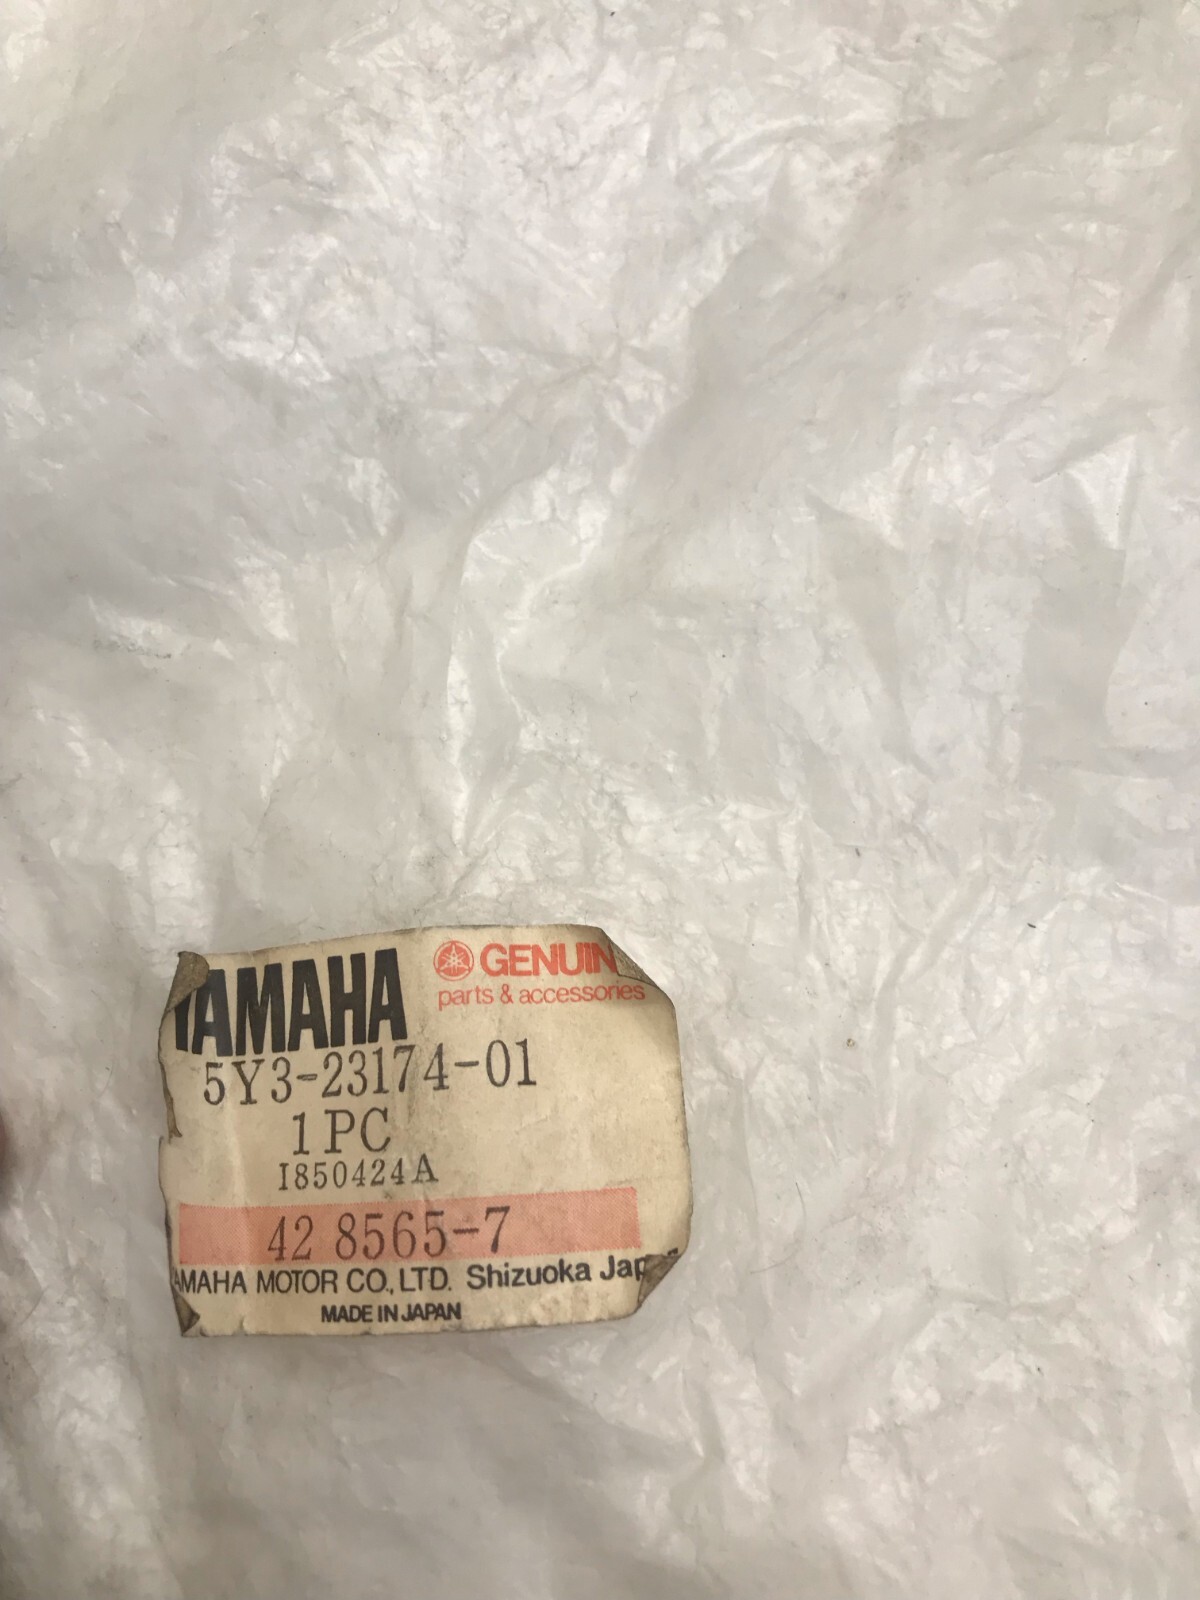 YAMAHA GENUIN
parts & accessories
5Y3-23174-01
1PC
I850424A
42 8565-7
AMAHA MOTOR CO., LTD. Shizuoka Jap
MADE IN JAPAN